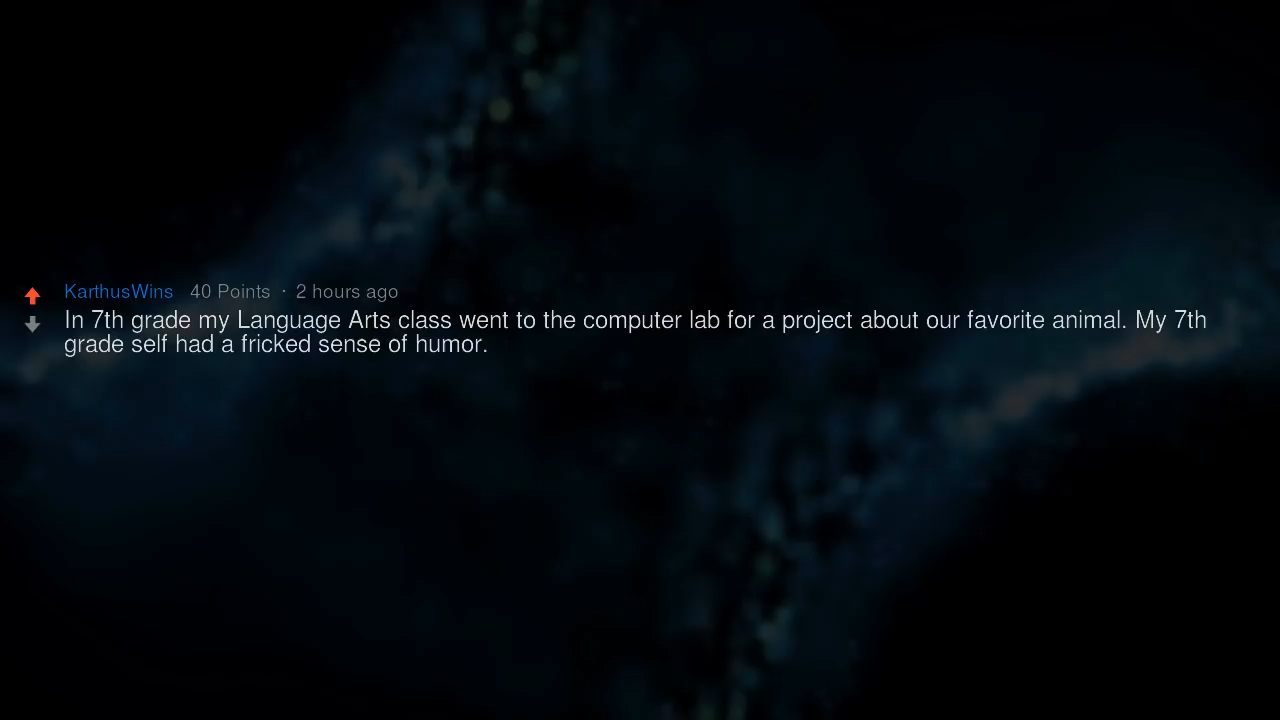 KarthusWins 40 Points · 2 hours ago
In 7th grade my Language Arts class went to the computer lab for a project about our favorite animal. My 7th
grade self had a fricked sense of humor.